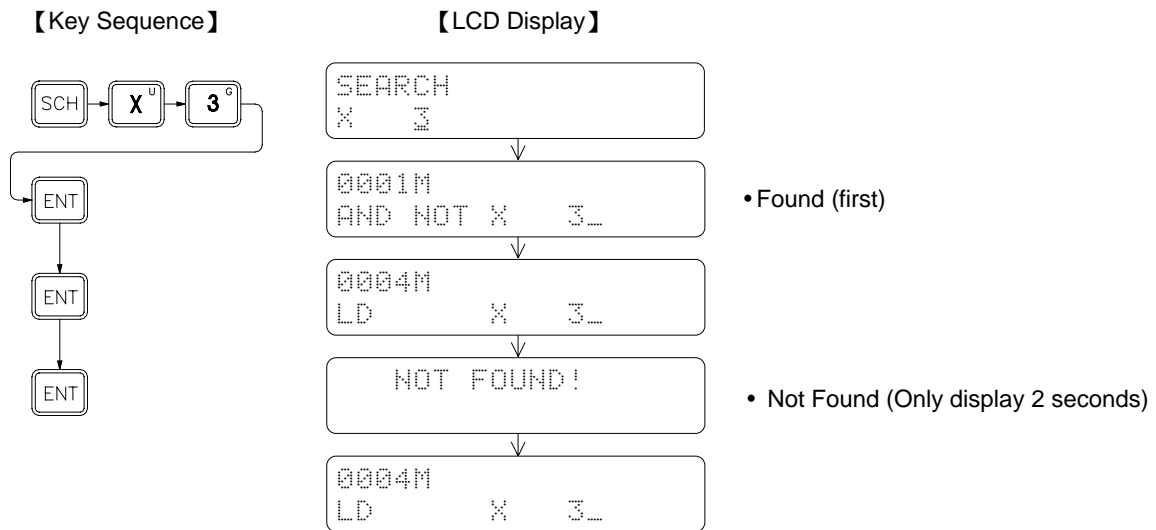 【Key Sequence】 【LCD Display】
SCH X U 3 G
SEARCH
X 3
ENT
0001M
AND NOT X 3_
• Found (first)
ENT
0004M
LD X 3_
ENT
NOT FOUND!
• Not Found (Only display 2 seconds)
0004M
LD X 3_